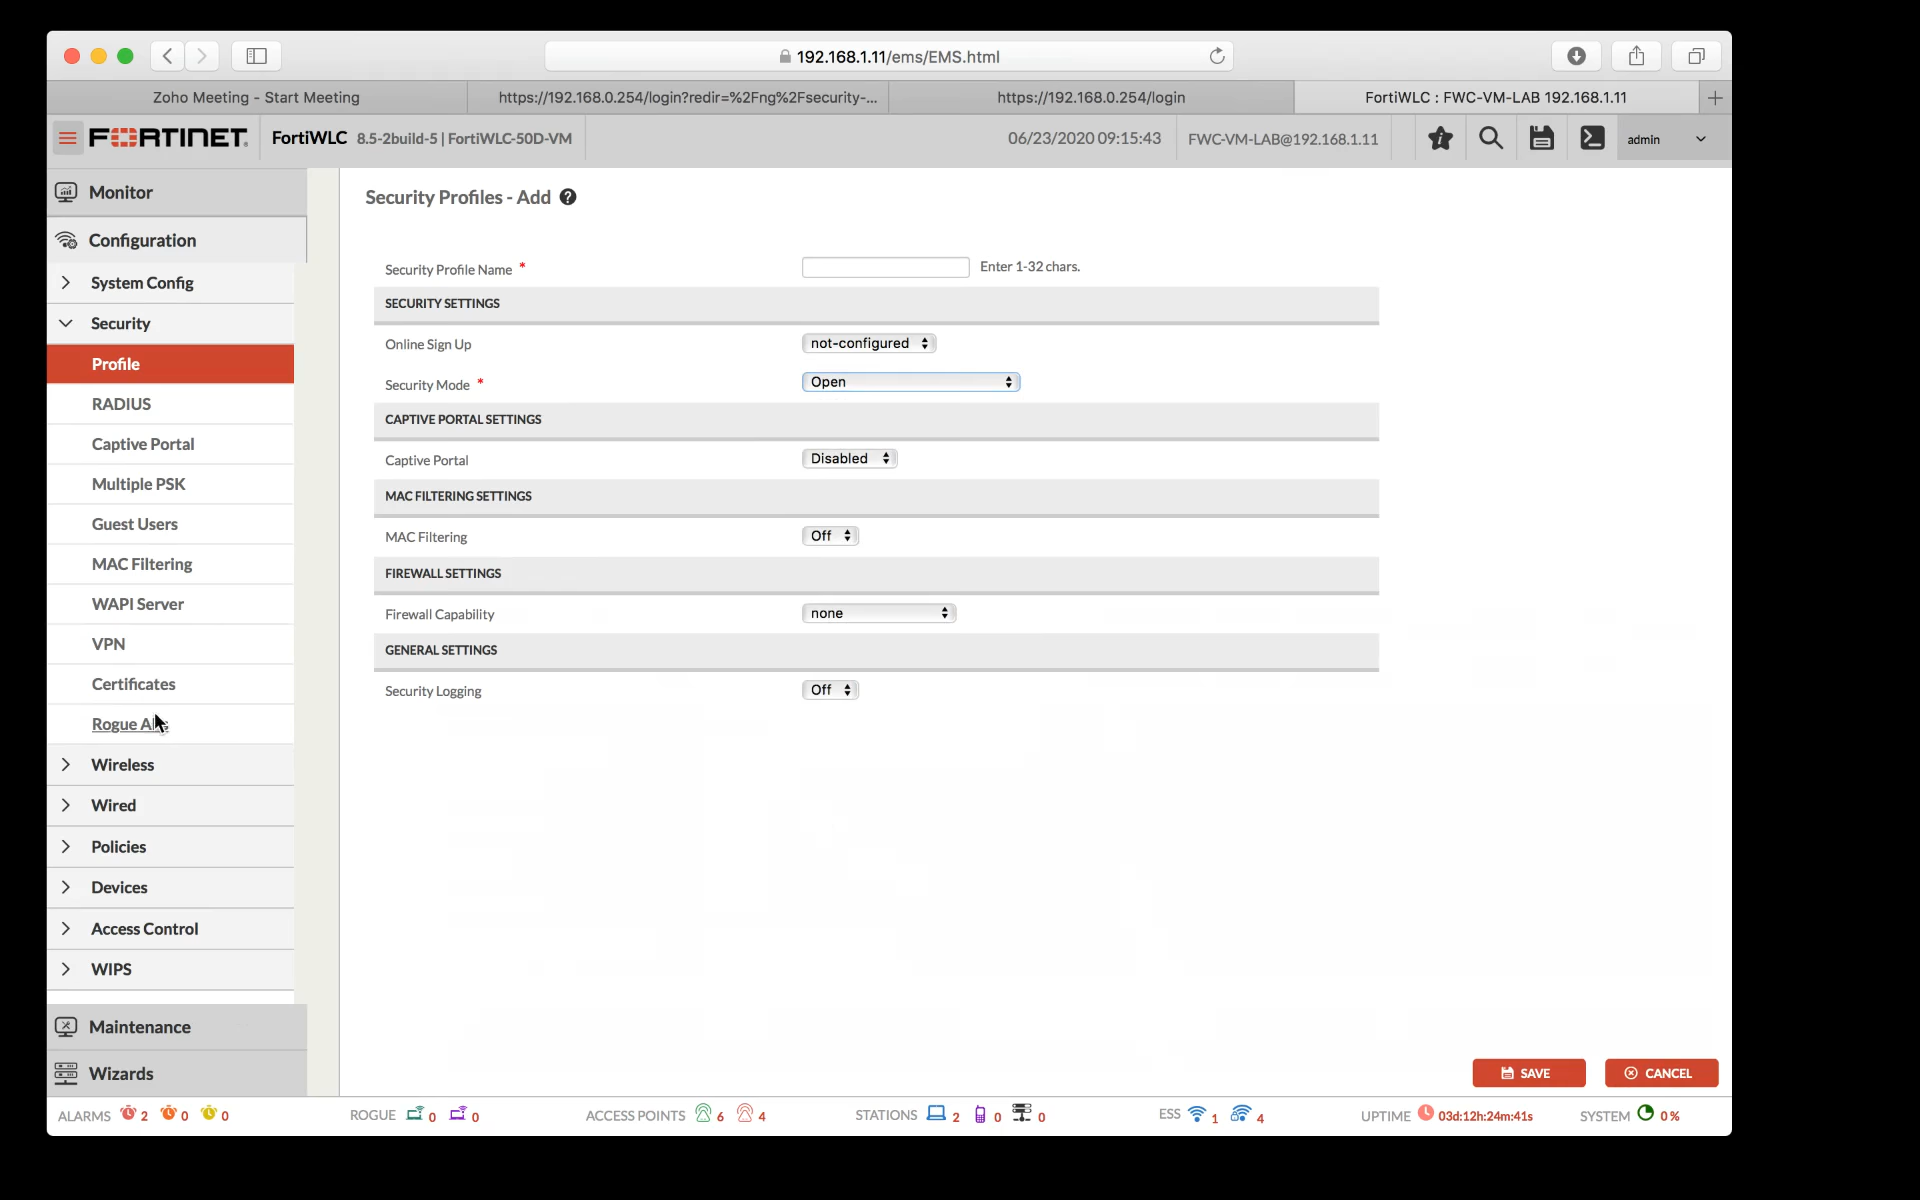 192.168.1.11/ems/EMS.html
Zoho Meeting - Start Meeting
https://192.168.0.254/login?redir=%2Fng%2Fsecurity-...
https://192.168.0.254/login
FortiWLC : FWC-VM-LAB 192.168.1.11
FORTINET
FortiWLC 8.5-2build-5 | FortiWLC-50D-VM
06/23/2020 09:15:43
FWC-VM-LAB@192.168.1.11
admin
Monitor
Configuration
System Config
Security
Profile
RADIUS
Captive Portal
Multiple PSK
Guest Users
MAC Filtering
WAPI Server
VPN
Certificates
Rogue
Wireless
Wired
Policies
Devices
Access Control
WIPS
Maintenance
Wizards
Security Profiles - Add
Security Profile Name * Enter 1-32 chars.
SECURITY SETTINGS
Online Sign Up not-configured
Security Mode * Open
CAPTIVE PORTAL SETTINGS
Captive Portal Disabled
MAC FILTERING SETTINGS
MAC Filtering Off
FIREWALL SETTINGS
Firewall Capability none
GENERAL SETTINGS
Security Logging Off
SAVE
CANCEL
ALARMS 2 0 0
ROGUE 0 0
ACCESS POINTS 6 4
STATIONS 2 0 0
ESS 1 4
UPTIME 03d:12h:24m:41s
SYSTEM 0 %